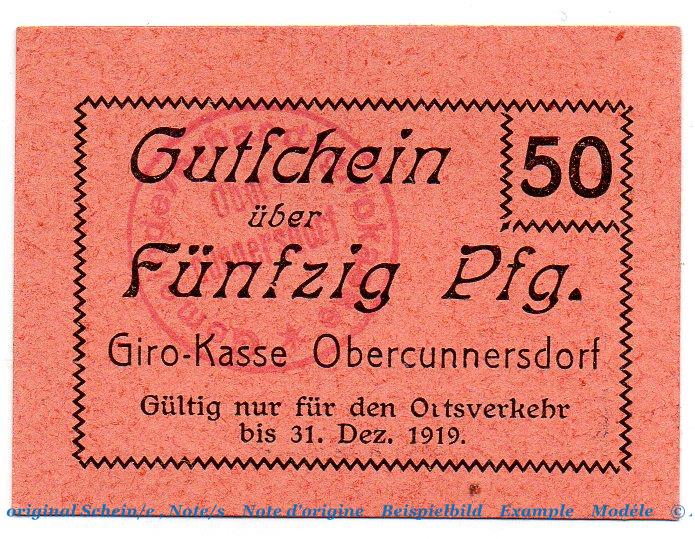 Gutſchein
50
über
Fünfzig Pfg.
Giro-Kasse Obercunnersdorf
Gültig nur für den Ortsverkehr
bis 31. Dez. 1919.
original Schein/e , Note/s Note d'origine Beispielbild Example Modéle ©